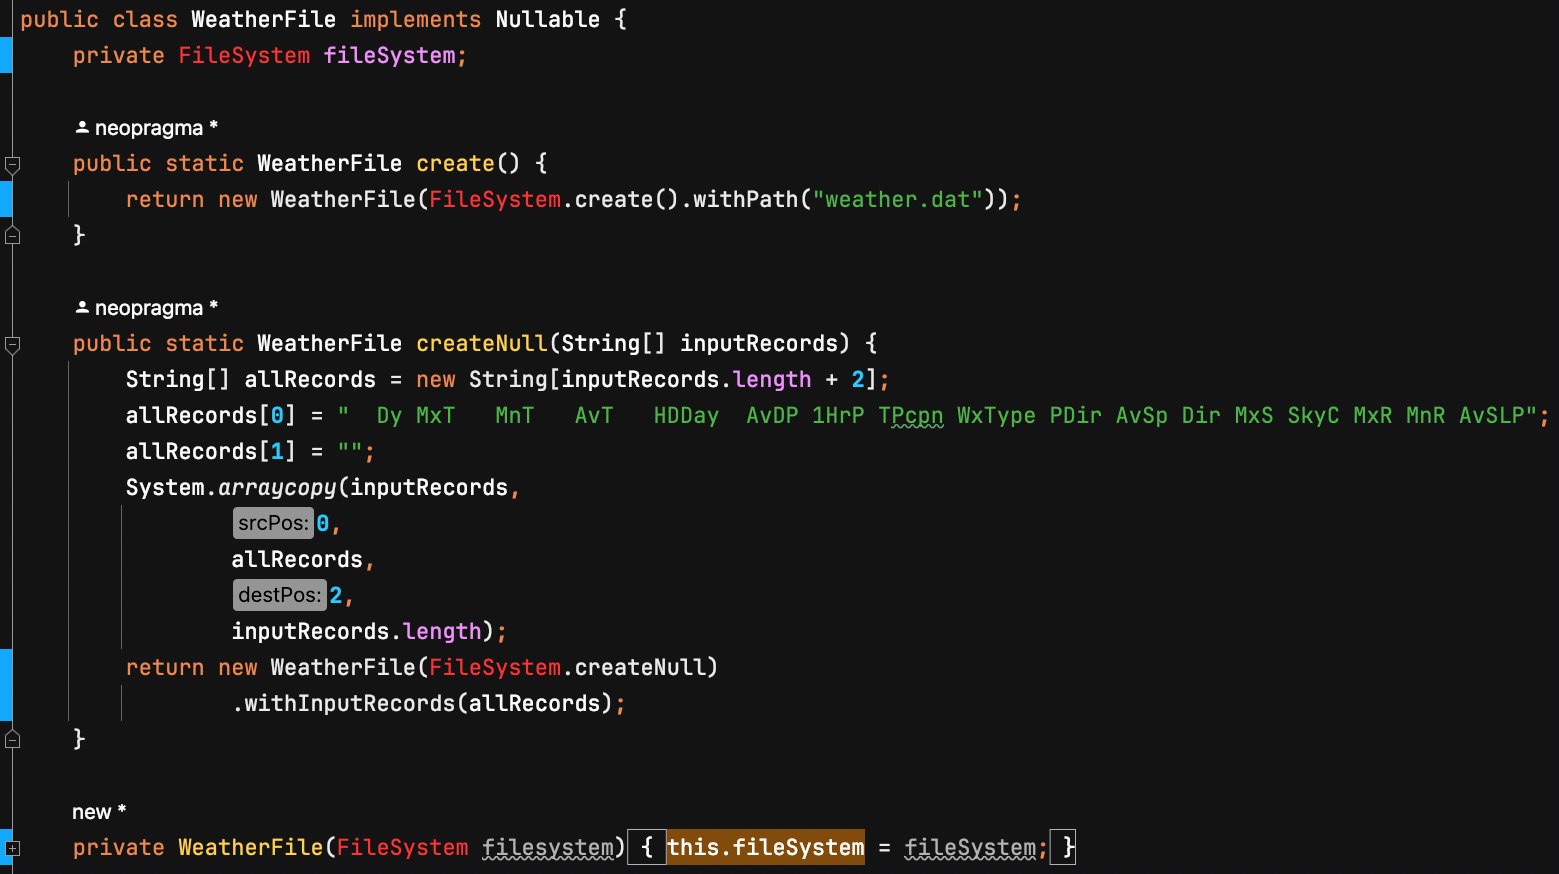 public class WeatherFile implements Nullable {
    private FileSystem fileSystem;

    neopragma *
    public static WeatherFile create() {
        return new WeatherFile(FileSystem.create().withPath("weather.dat"));
    }

    neopragma *
    public static WeatherFile createNull(String[] inputRecords) {
        String[] allRecords = new String[inputRecords.length + 2];
        allRecords[0] = "  Dy MxT   MnT   AvT   HDDay  AvDP 1HrP TPcpn WxType PDir AvSp Dir MxS SkyC MxR MnR AvSLP";
        allRecords[1] = "";
        System.arraycopy(inputRecords,
                srcPos: 0,
                allRecords,
                destPos: 2,
                inputRecords.length);
        return new WeatherFile(FileSystem.createNull)
                .withInputRecords(allRecords);
    }

    new *
    private WeatherFile(FileSystem filesystem) { this.fileSystem = fileSystem; }